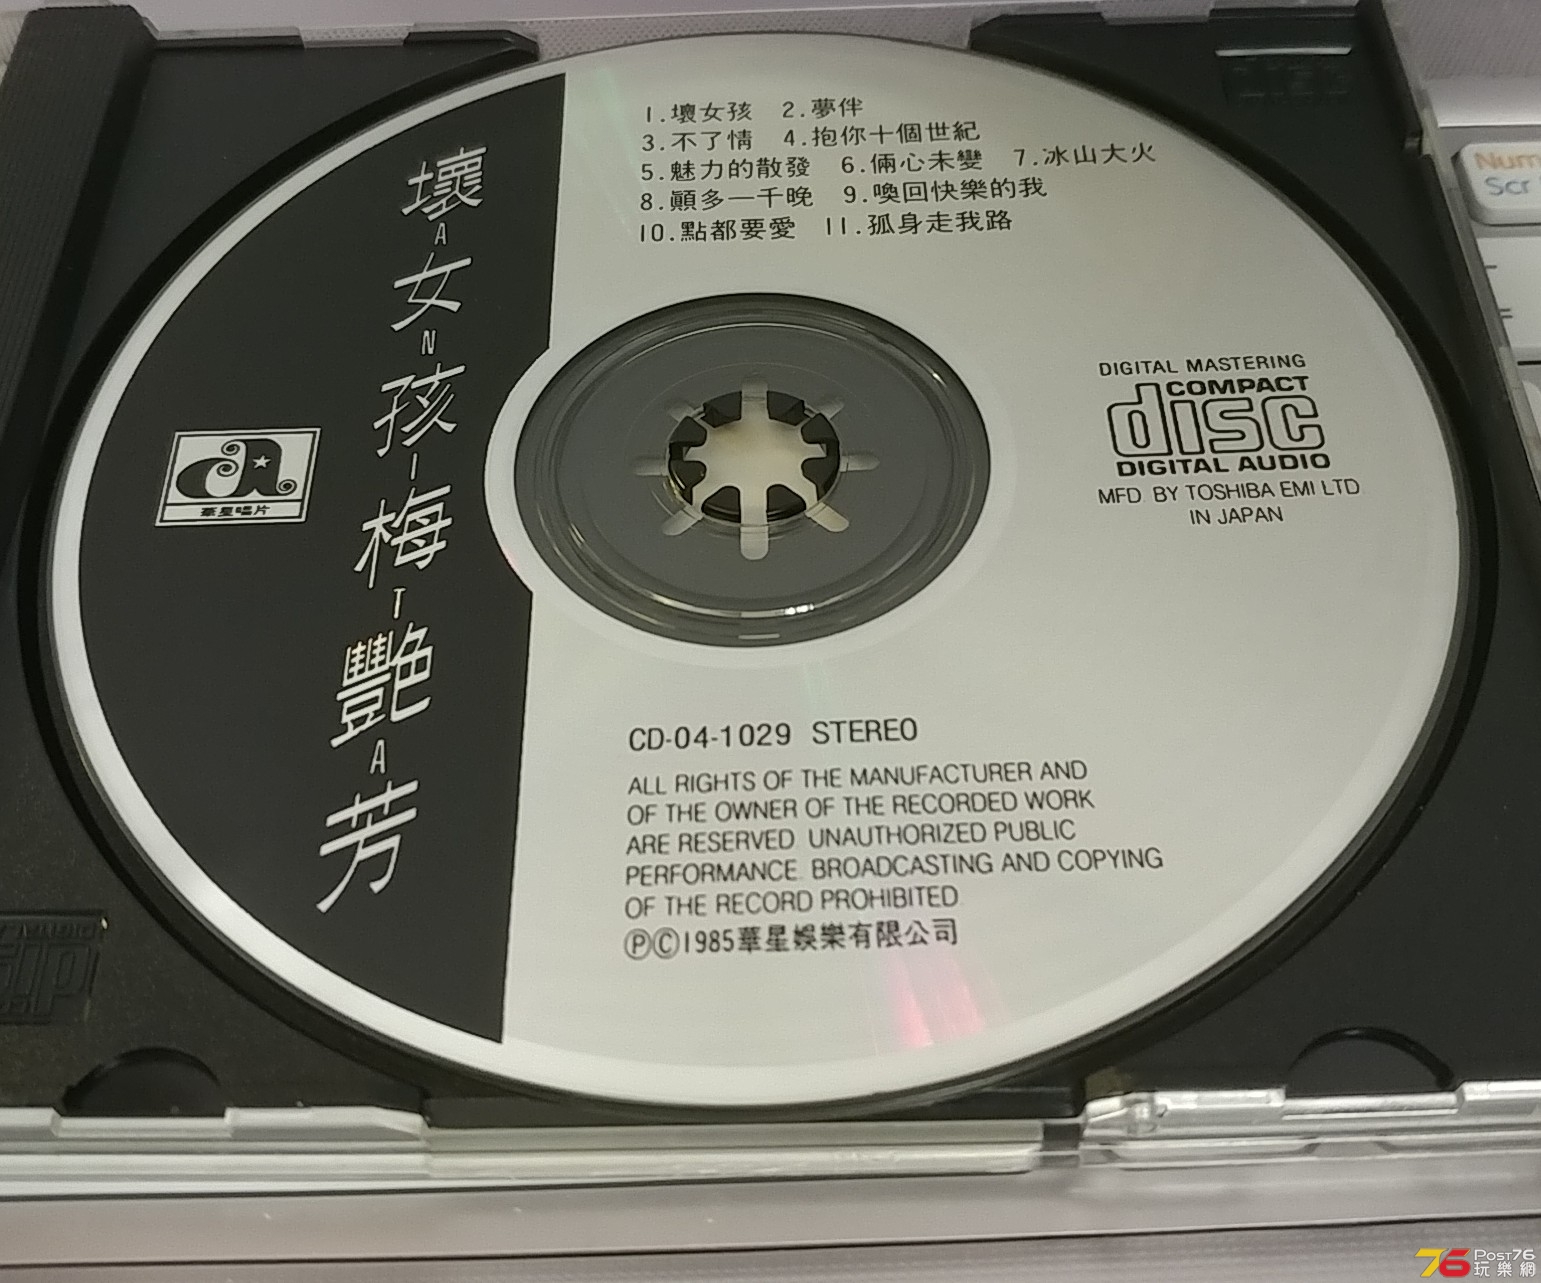 1.壞女孩 2.夢伴
3.不了情 4.抱你十個世紀
5.魅力的散發 6.倆心未變 7.冰山大火
8.顚多一千晚 9.喚回快樂的我
10.點都要愛 11.孤身走我路
壞女孩梅艷芳
A N I T A
華星唱片
DIGITAL MASTERING
COMPACT
disc
DIGITAL AUDIO
MFD. BY TOSHIBA EMI LTD
IN JAPAN
CD-04-1029 STEREO
ALL RIGHTS OF THE MANUFACTURER AND
OF THE OWNER OF THE RECORDED WORK
ARE RESERVED. UNAUTHORIZED PUBLIC
PERFORMANCE. BROADCASTING AND COPYING
OF THE RECORD PROHIBITED.
ⓅⒸ1985華星娛樂有限公司
Num
Scr
76 Post76
玩樂網